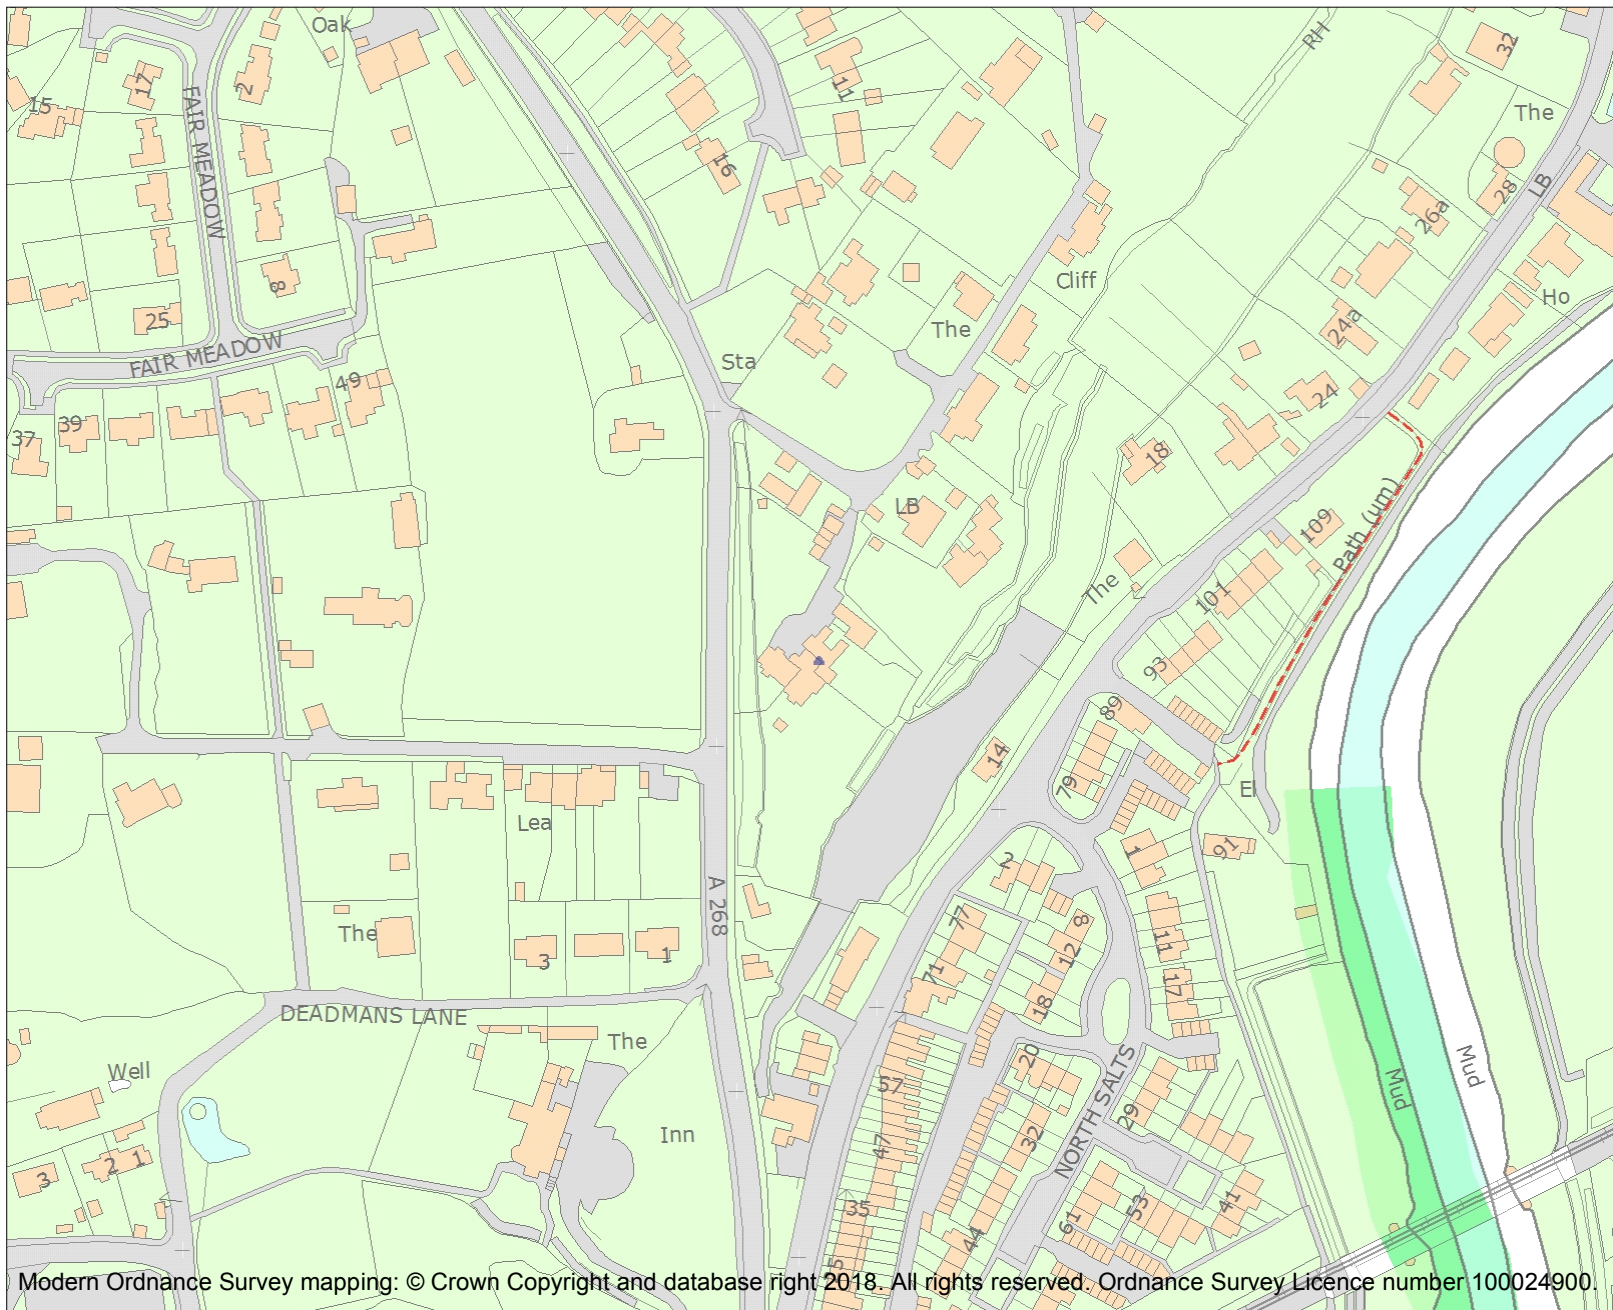 Oak
32
RH
17
2
11
15
The
FAIR MEADOW
16
28
LB
26a
Cliff
8
Ho
25
The
24a
FAIR MEADOW
Sta
49
24
39
37
18
LB
109
Path (um)
The
101
93
89
14
79
El
Lea
1
91
2
A 268
77
8
The
12
11
3
1
71
17
18
DEADMANS LANE
The
20
Well
57
Mud
Mud
NORTH SALTS
29
Inn
32
47
2
1
3
41
35
53
61
44
Modern Ordnance Survey mapping: © Crown Copyright and database right 2018. All rights reserved. Ordnance Survey Licence number 100024900.